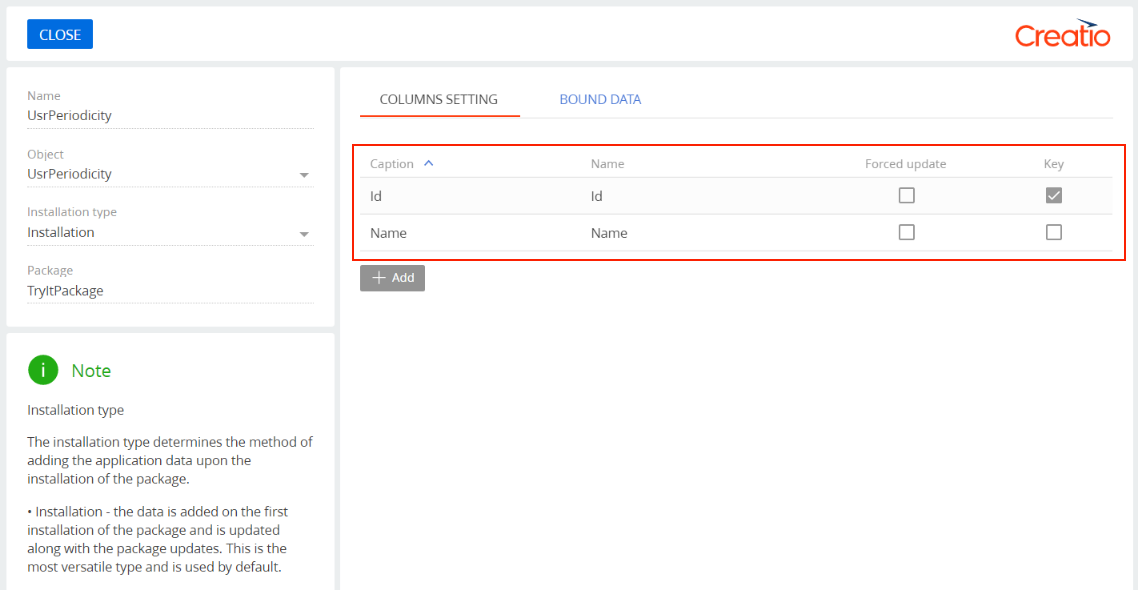 CLOSE
Creatio
Name
UsrPeriodicity
Object
UsrPeriodicity
Installation type
Installation
Package
TryItPackage
i Note
Installation type
The installation type determines the method of
adding the application data upon the
installation of the package.
• Installation - the data is added on the first
installation of the package and is updated
along with the package updates. This is the
most versatile type and is used by default.
COLUMNS SETTING BOUND DATA
Caption Name Forced update Key
Id Id
Name Name
+ Add